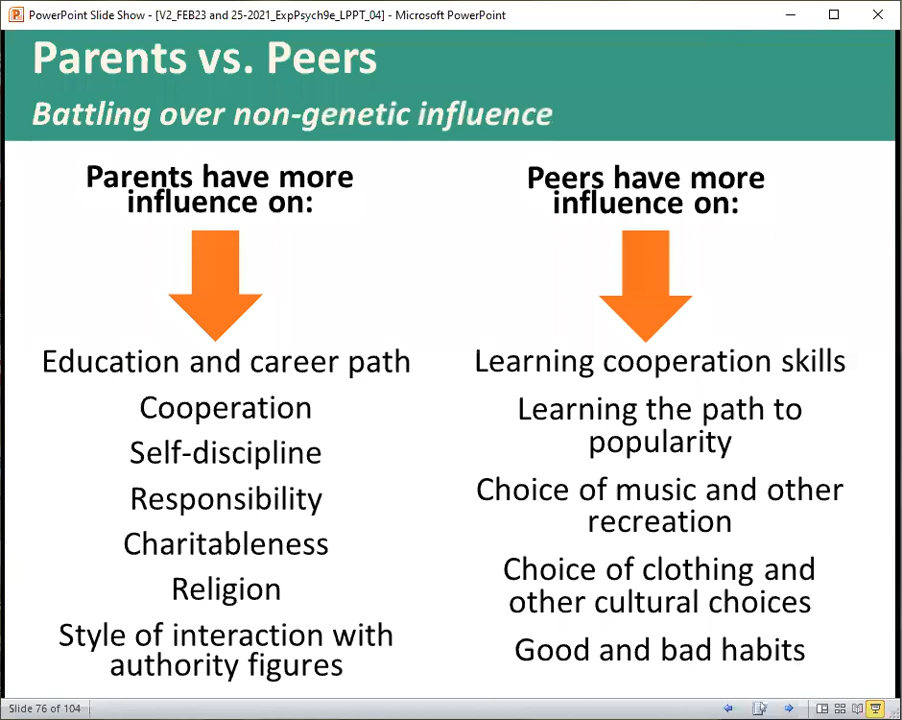 PowerPoint Slide Show - [V2_FEB23 and 25-2021_ExpPsych9e_LPPT_04] - Microsoft PowerPoint
Parents vs. Peers
Battling over non-genetic influence
Parents have more
influence on:
Education and career path
Cooperation
Self-discipline
Responsibility
Charitableness
Religion
Style of interaction with
authority figures
Peers have more
influence on:
Learning cooperation skills
Learning the path to
popularity
Choice of music and other
recreation
Choice of clothing and
other cultural choices
Good and bad habits
Slide 76 of 104